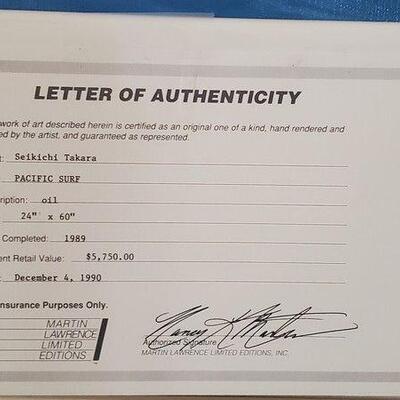 LETTER OF AUTHENTICITY
work of art described herein is certified as an original one of a kind, hand rendered and
ed by the artist, and guaranteed as represented.
Seikichi Takara
PACIFIC SURF
ription: oil
24" x 60"
Completed: 1989
ent Retail Value: $5,750.00
December 4, 1990
nsurance Purposes Only.
MARTIN
LAWRENCE
LIMITED
EDITIONS
Authorized Signature
MARTIN LAWRENCE LIMITED EDITIONS, INC.